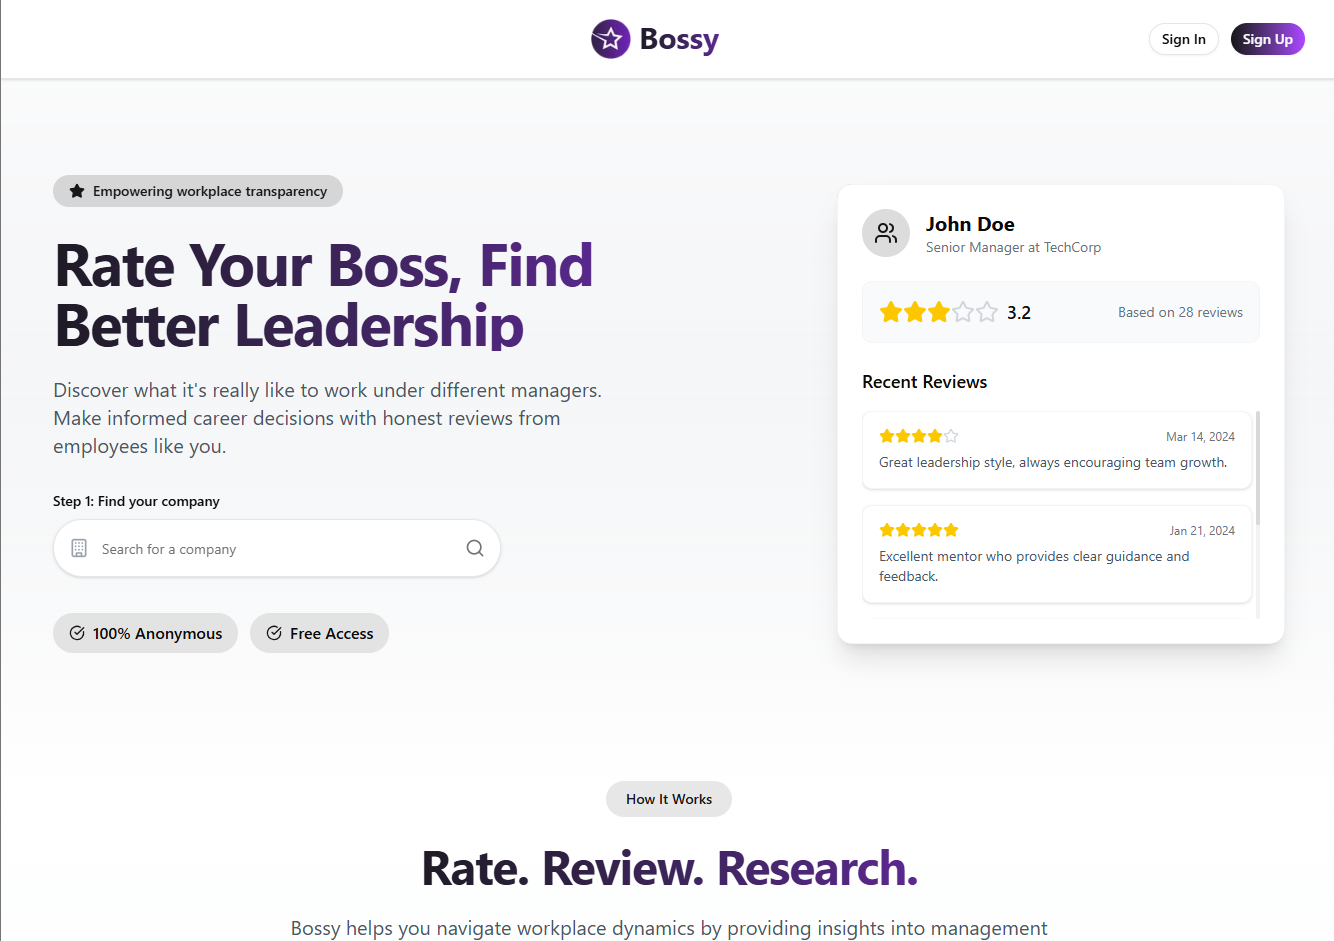 Bossy
Sign In
Sign Up
Empowering workplace transparency
Rate Your Boss, Find
Better Leadership
Discover what it's really like to work under different managers.
Make informed career decisions with honest reviews from
employees like you.
Step 1: Find your company
Search for a company
100% Anonymous
Free Access
John Doe
Senior Manager at TechCorp
3.2
Based on 28 reviews
Recent Reviews
Mar 14, 2024
Great leadership style, always encouraging team growth.
Jan 21, 2024
Excellent mentor who provides clear guidance and
feedback.
How It Works
Rate. Review. Research.
Bossy helps you navigate workplace dynamics by providing insights into management